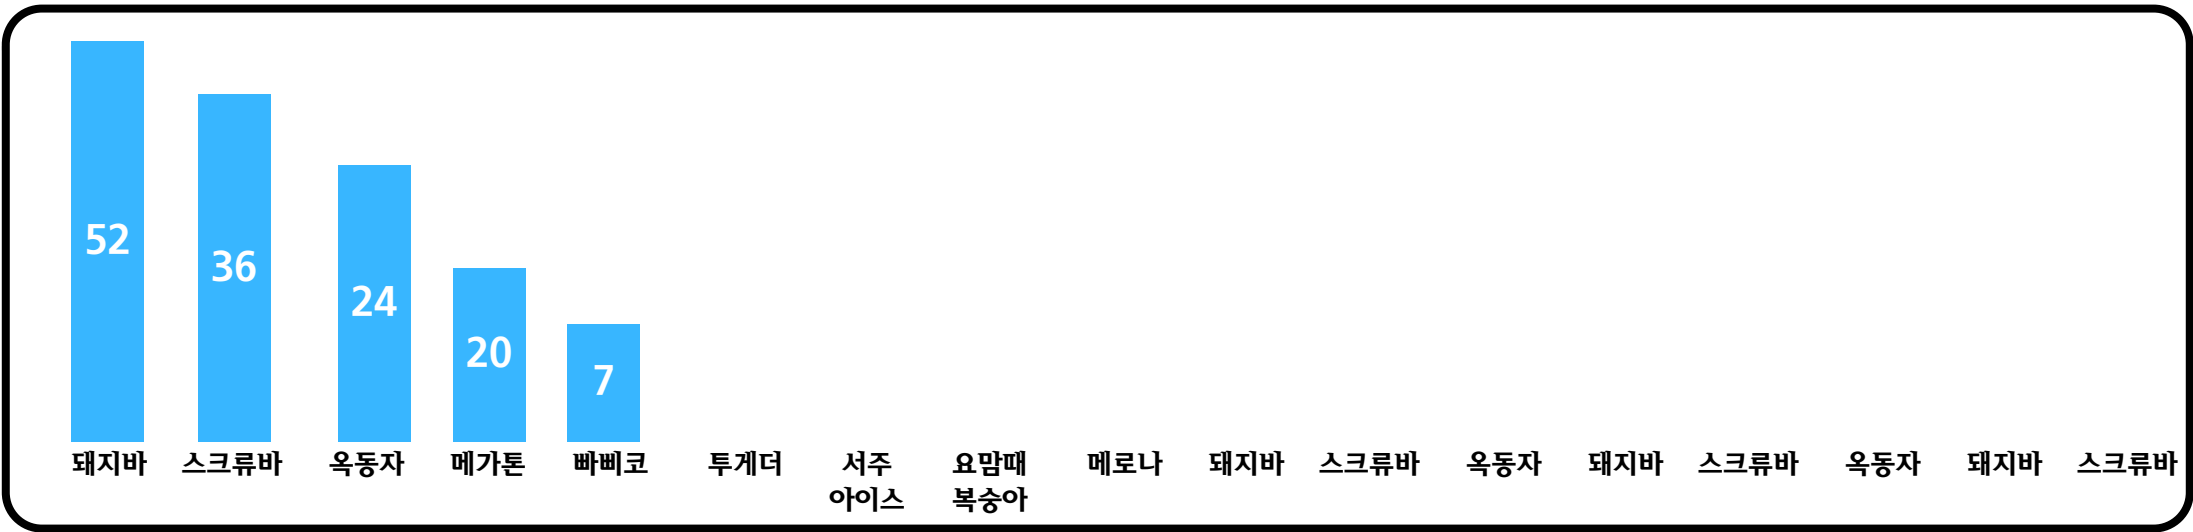 52
36
24
20
7
돼지바 스크류바 옥동자 메가톤 빠삐코 투게더 서주 요맘때 메로나 돼지바 스크류바 옥동자 돼지바 스크류바 옥동자 돼지바 스크류바
아이스 복숭아